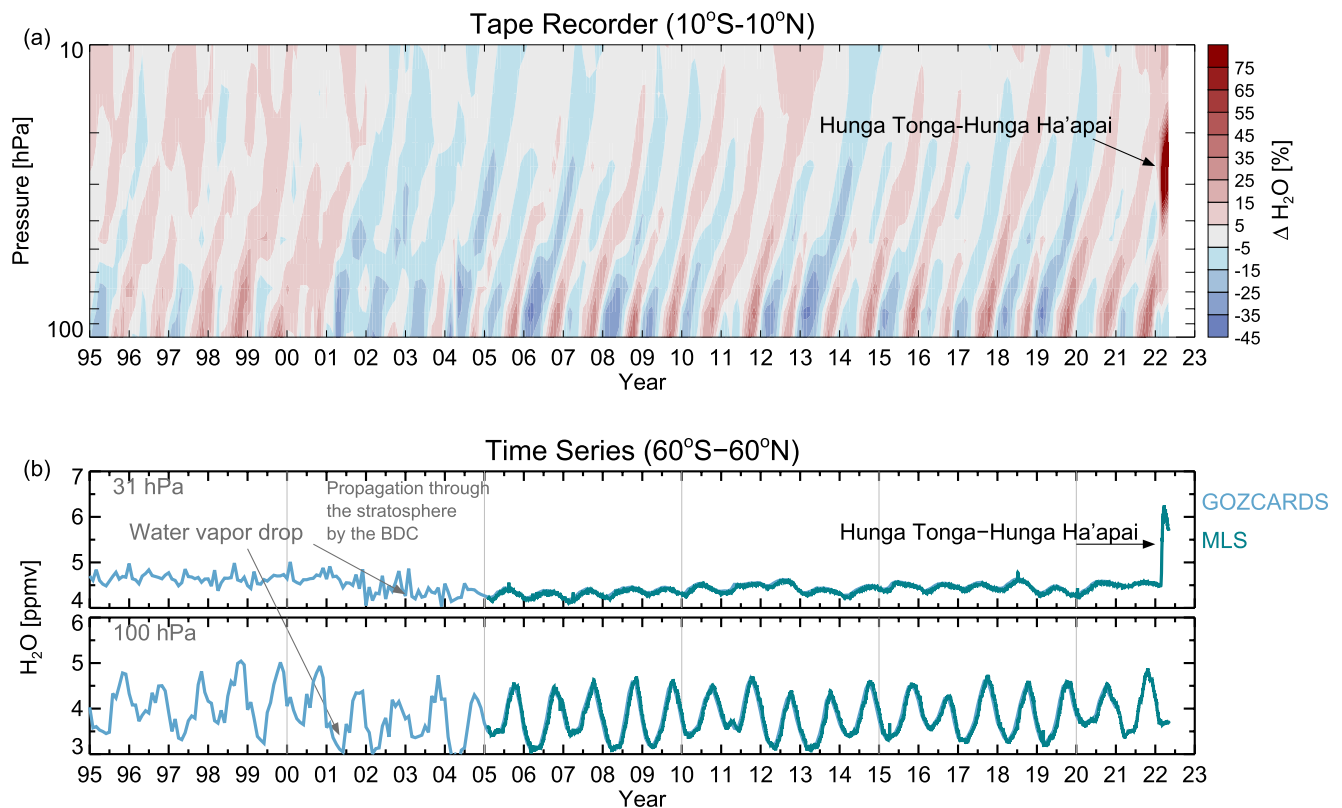 Tape Recorder (10°S-10°N)
(a)
10
100
Pressure [hPa]
Hunga Tonga-Hunga Ha'apai
75
65
55
45
35
25
15
5
-5
-15
-25
-35
-45
Δ H₂O [%]
95 96 97 98 99 00 01 02 03 04 05 06 07 08 09 10 11 12 13 14 15 16 17 18 19 20 21 22 23
Year
Time Series (60°S−60°N)
(b)
7
6
5
4
31 hPa
Water vapor drop
Propagation through
the stratosphere
by the BDC
Hunga Tonga−Hunga Ha'apai
GOZCARDS
MLS
H₂O [ppmv]
6
5
4
3
100 hPa
95 96 97 98 99 00 01 02 03 04 05 06 07 08 09 10 11 12 13 14 15 16 17 18 19 20 21 22 23
Year